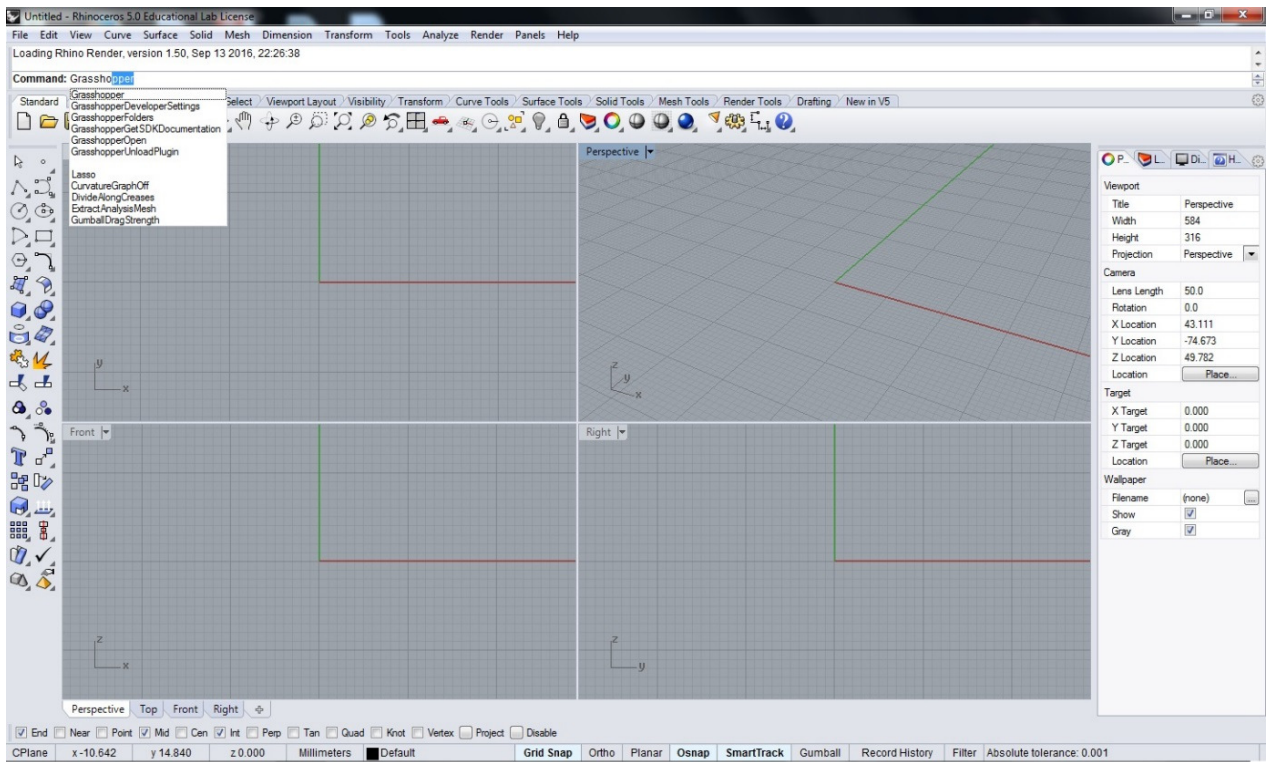 Untitled - Rhinoceros 5.0 Educational Lab License
File Edit View Curve Surface Solid Mesh Dimension Transform Tools Analyze Render Panels Help
Loading Rhino Render, version 1.50, Sep 13 2016, 22:26:38
Command: Grasshopper
Grasshopper
GrasshopperDeveloperSettings
GrasshopperFolders
GrasshopperGetSDKDocumentation
GrasshopperOpen
GrasshopperUnloadPlugin
Lasso
CurvatureGraphOff
DivideAlongCreases
ExtractAnalysisMesh
GumballDragStrength
Standard Select Viewport Layout Visibility Transform Curve Tools Surface Tools Solid Tools Mesh Tools Render Tools Drafting New in V5
Perspective
P... L... Di... H...
Viewport
Title Perspective
Width 584
Height 316
Projection Perspective
Camera
Lens Length 50.0
Rotation 0.0
X Location 43.111
Y Location -74.673
Z Location 49.782
Location Place...
Target
X Target 0.000
Y Target 0.000
Z Target 0.000
Location Place...
Wallpaper
Filename (none) ...
Show
Gray
y
x
z
y
x
Front
Right
z
x
z
y
Perspective Top Front Right
End Near Point Mid Cen Int Perp Tan Quad Knot Vertex Project Disable
CPlane x -10.642 y 14.840 z 0.000 Millimeters Default Grid Snap Ortho Planar Osnap SmartTrack Gumball Record History Filter Absolute tolerance: 0.001